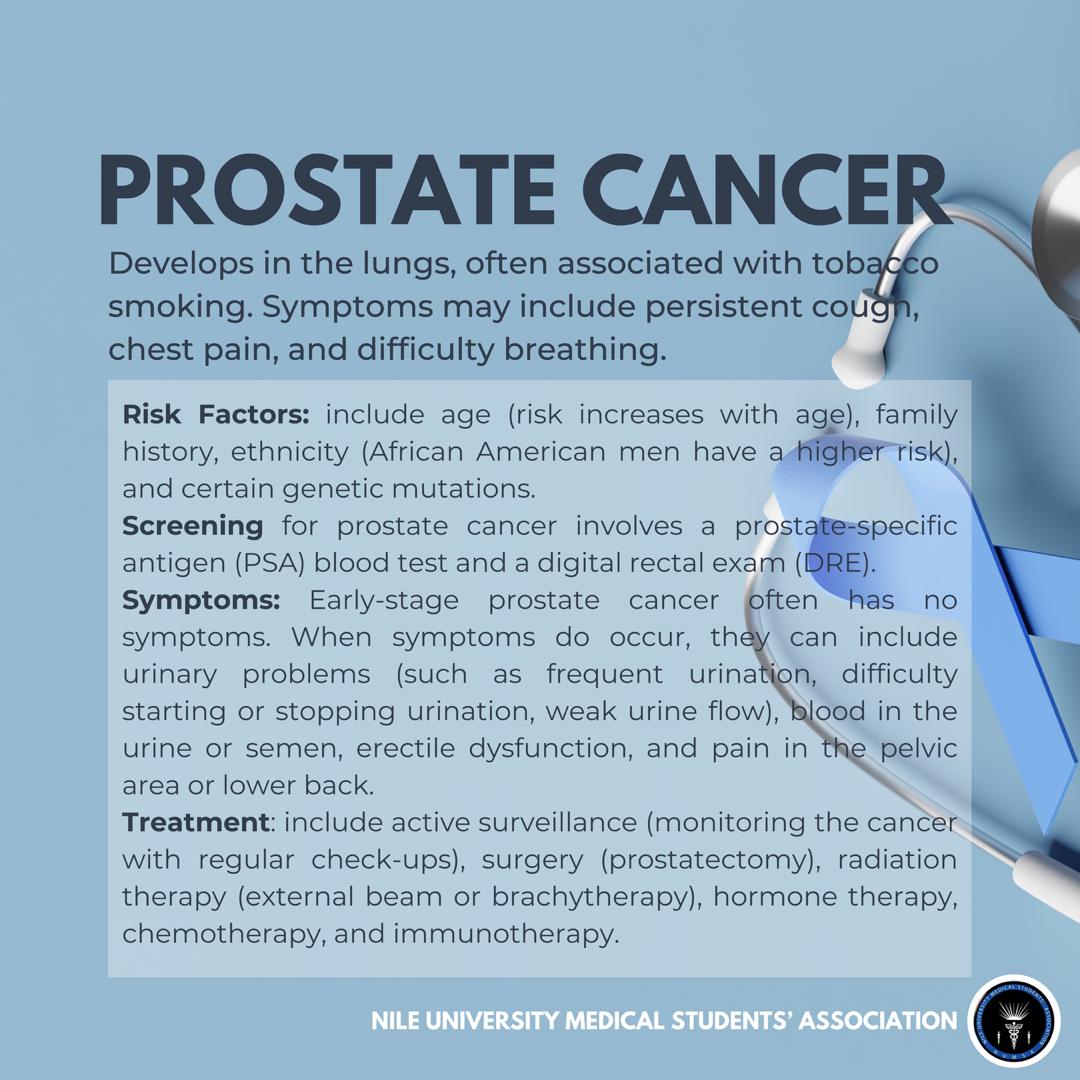 PROSTATE CANCER
Develops in the lungs, often associated with tobacco
smoking. Symptoms may include persistent cough,
chest pain, and difficulty breathing.
Risk Factors: include age (risk increases with age), family
history, ethnicity (African American men have a higher risk),
and certain genetic mutations.
Screening for prostate cancer involves a prostate-specific
antigen (PSA) blood test and a digital rectal exam (DRE).
Symptoms: Early-stage prostate cancer often has no
symptoms. When symptoms do occur, they can include
urinary problems (such as frequent urination, difficulty
starting or stopping urination, weak urine flow), blood in the
urine or semen, erectile dysfunction, and pain in the pelvic
area or lower back.
Treatment: include active surveillance (monitoring the cancer
with regular check-ups), surgery (prostatectomy), radiation
therapy (external beam or brachytherapy), hormone therapy,
chemotherapy, and immunotherapy.
NILE UNIVERSITY MEDICAL STUDENTS’ ASSOCIATION
NILE UNIVERSITY MEDICAL STUDENTS' ASSOCIATION